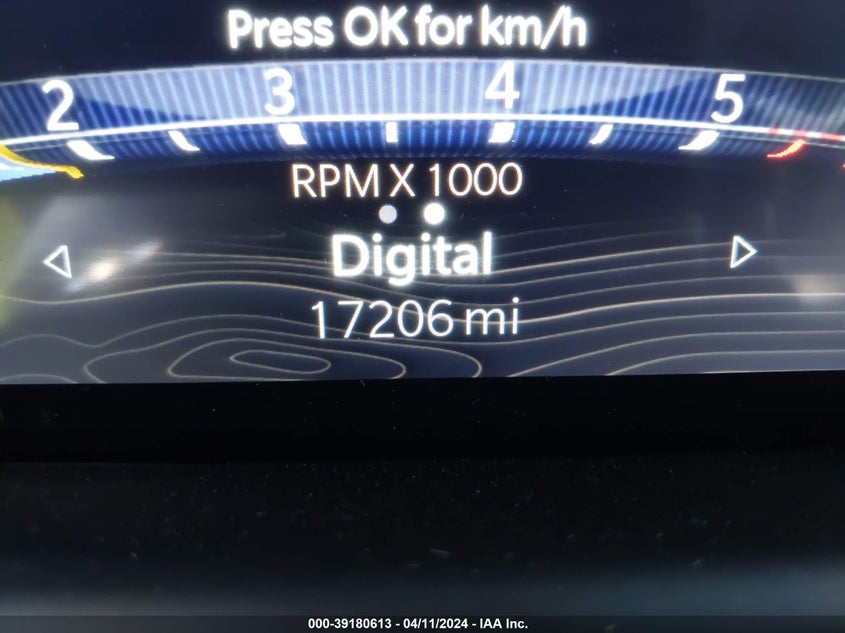 Press OK for km/h
2 3 4 5
RPM X 1000
Digital
17206 mi
000-39180613 - 04/11/2024 - IAA Inc.